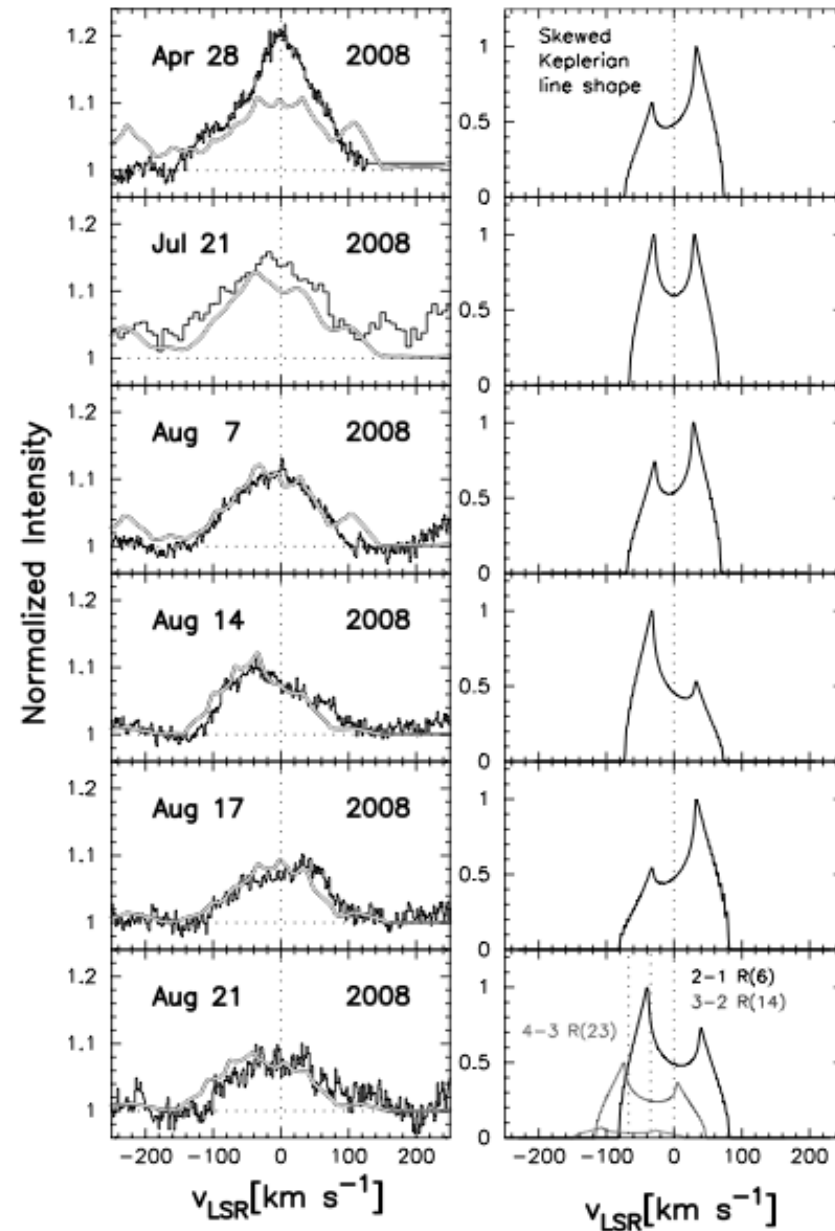 Normalized Intensity
1.2
1.1
1
Apr 28 2008
1
0.5
0
Skewed
Keplerian
line shape
1.2
1.1
1
Jul 21 2008
1
0.5
0
1.2
1.1
1
Aug 7 2008
1
0.5
0
1.2
1.1
1
Aug 14 2008
1
0.5
0
1.2
1.1
1
Aug 17 2008
1
0.5
0
1.2
1.1
1
Aug 21 2008
1
0.5
0
2-1 R(6)
3-2 R(14)
4-3 R(23)
-200 -100 0 100 200
-200 -100 0 100 200
v_LSR[km s⁻¹]
v_LSR[km s⁻¹]